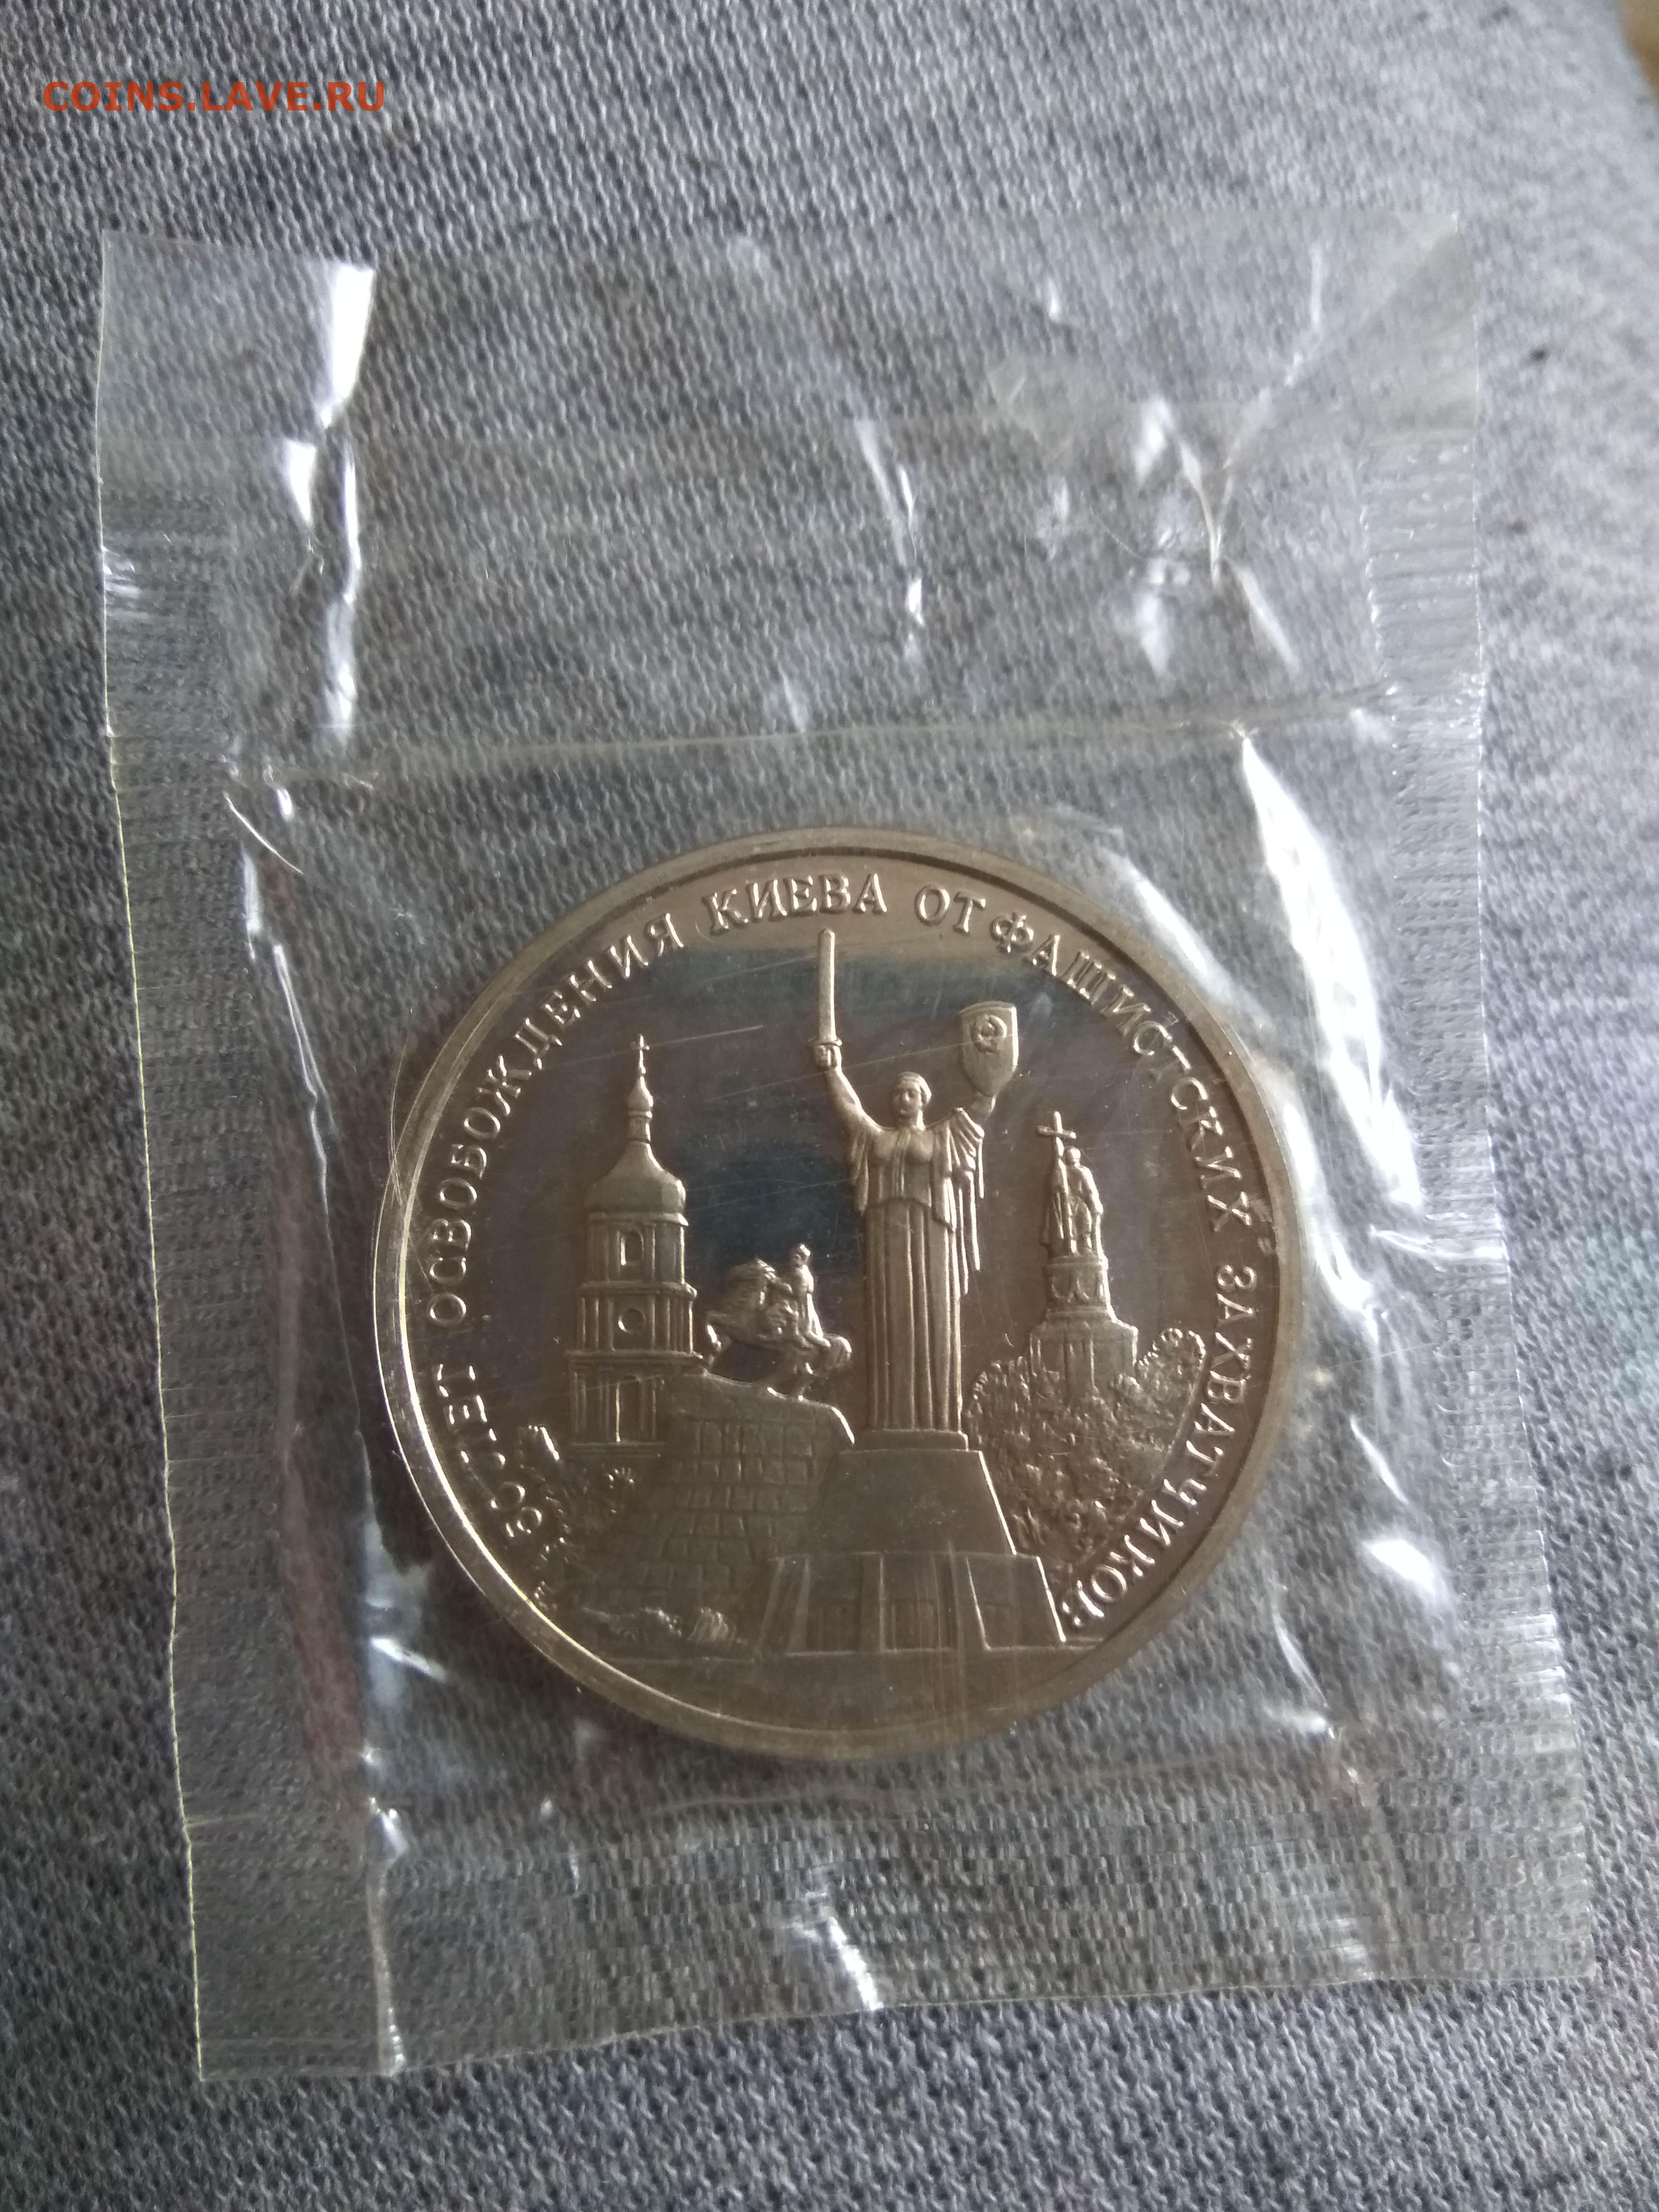 COINS.LAVE.RU
50 ЛЕТ ОСВОБОЖДЕНИЯ КИЕВА ОТ ФАШИСТСКИХ ЗАХВАТЧИКОВ